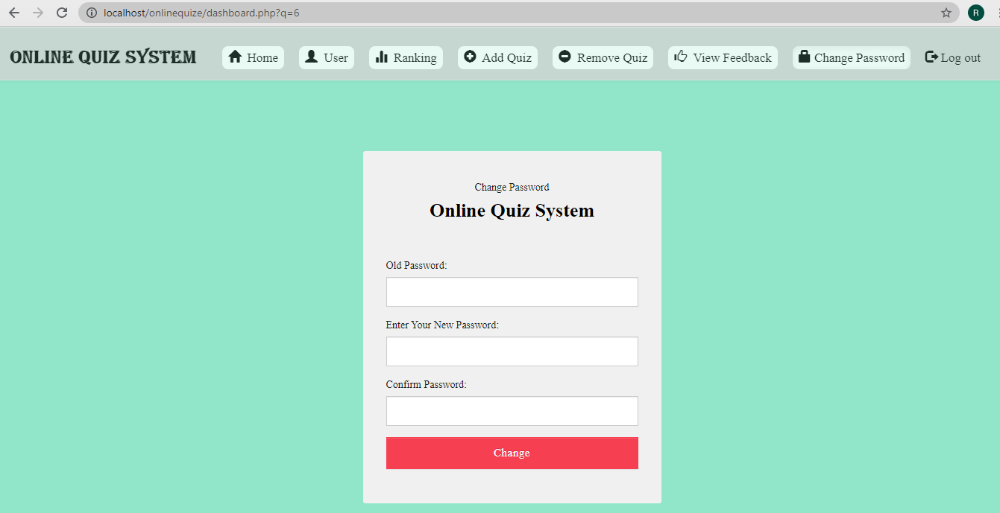 localhost/onlinequize/dashboard.php?q=6
R
ONLINE QUIZ SYSTEM Home User Ranking Add Quiz Remove Quiz View Feedback Change Password Log out
Change Password
Online Quiz System
Old Password:
Enter Your New Password:
Confirm Password:
Change